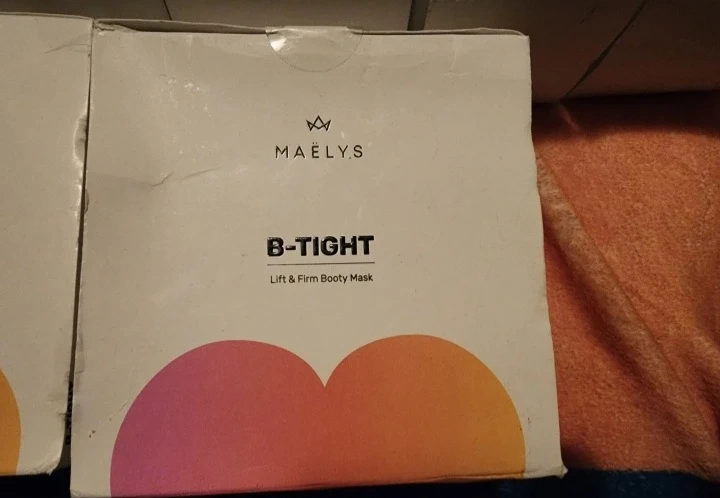 MAËLYS
B-TIGHT
Lift & Firm Booty Mask